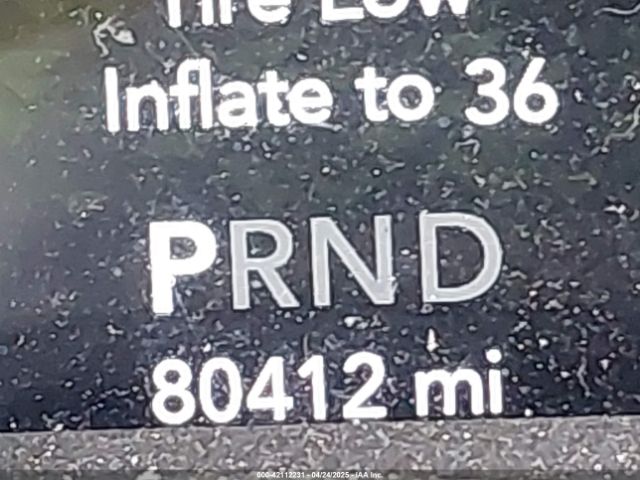 Tire Low
Inflate to 36
PRND
80412 mi
000-42112231 - 04/24/2025 - IAA Inc.